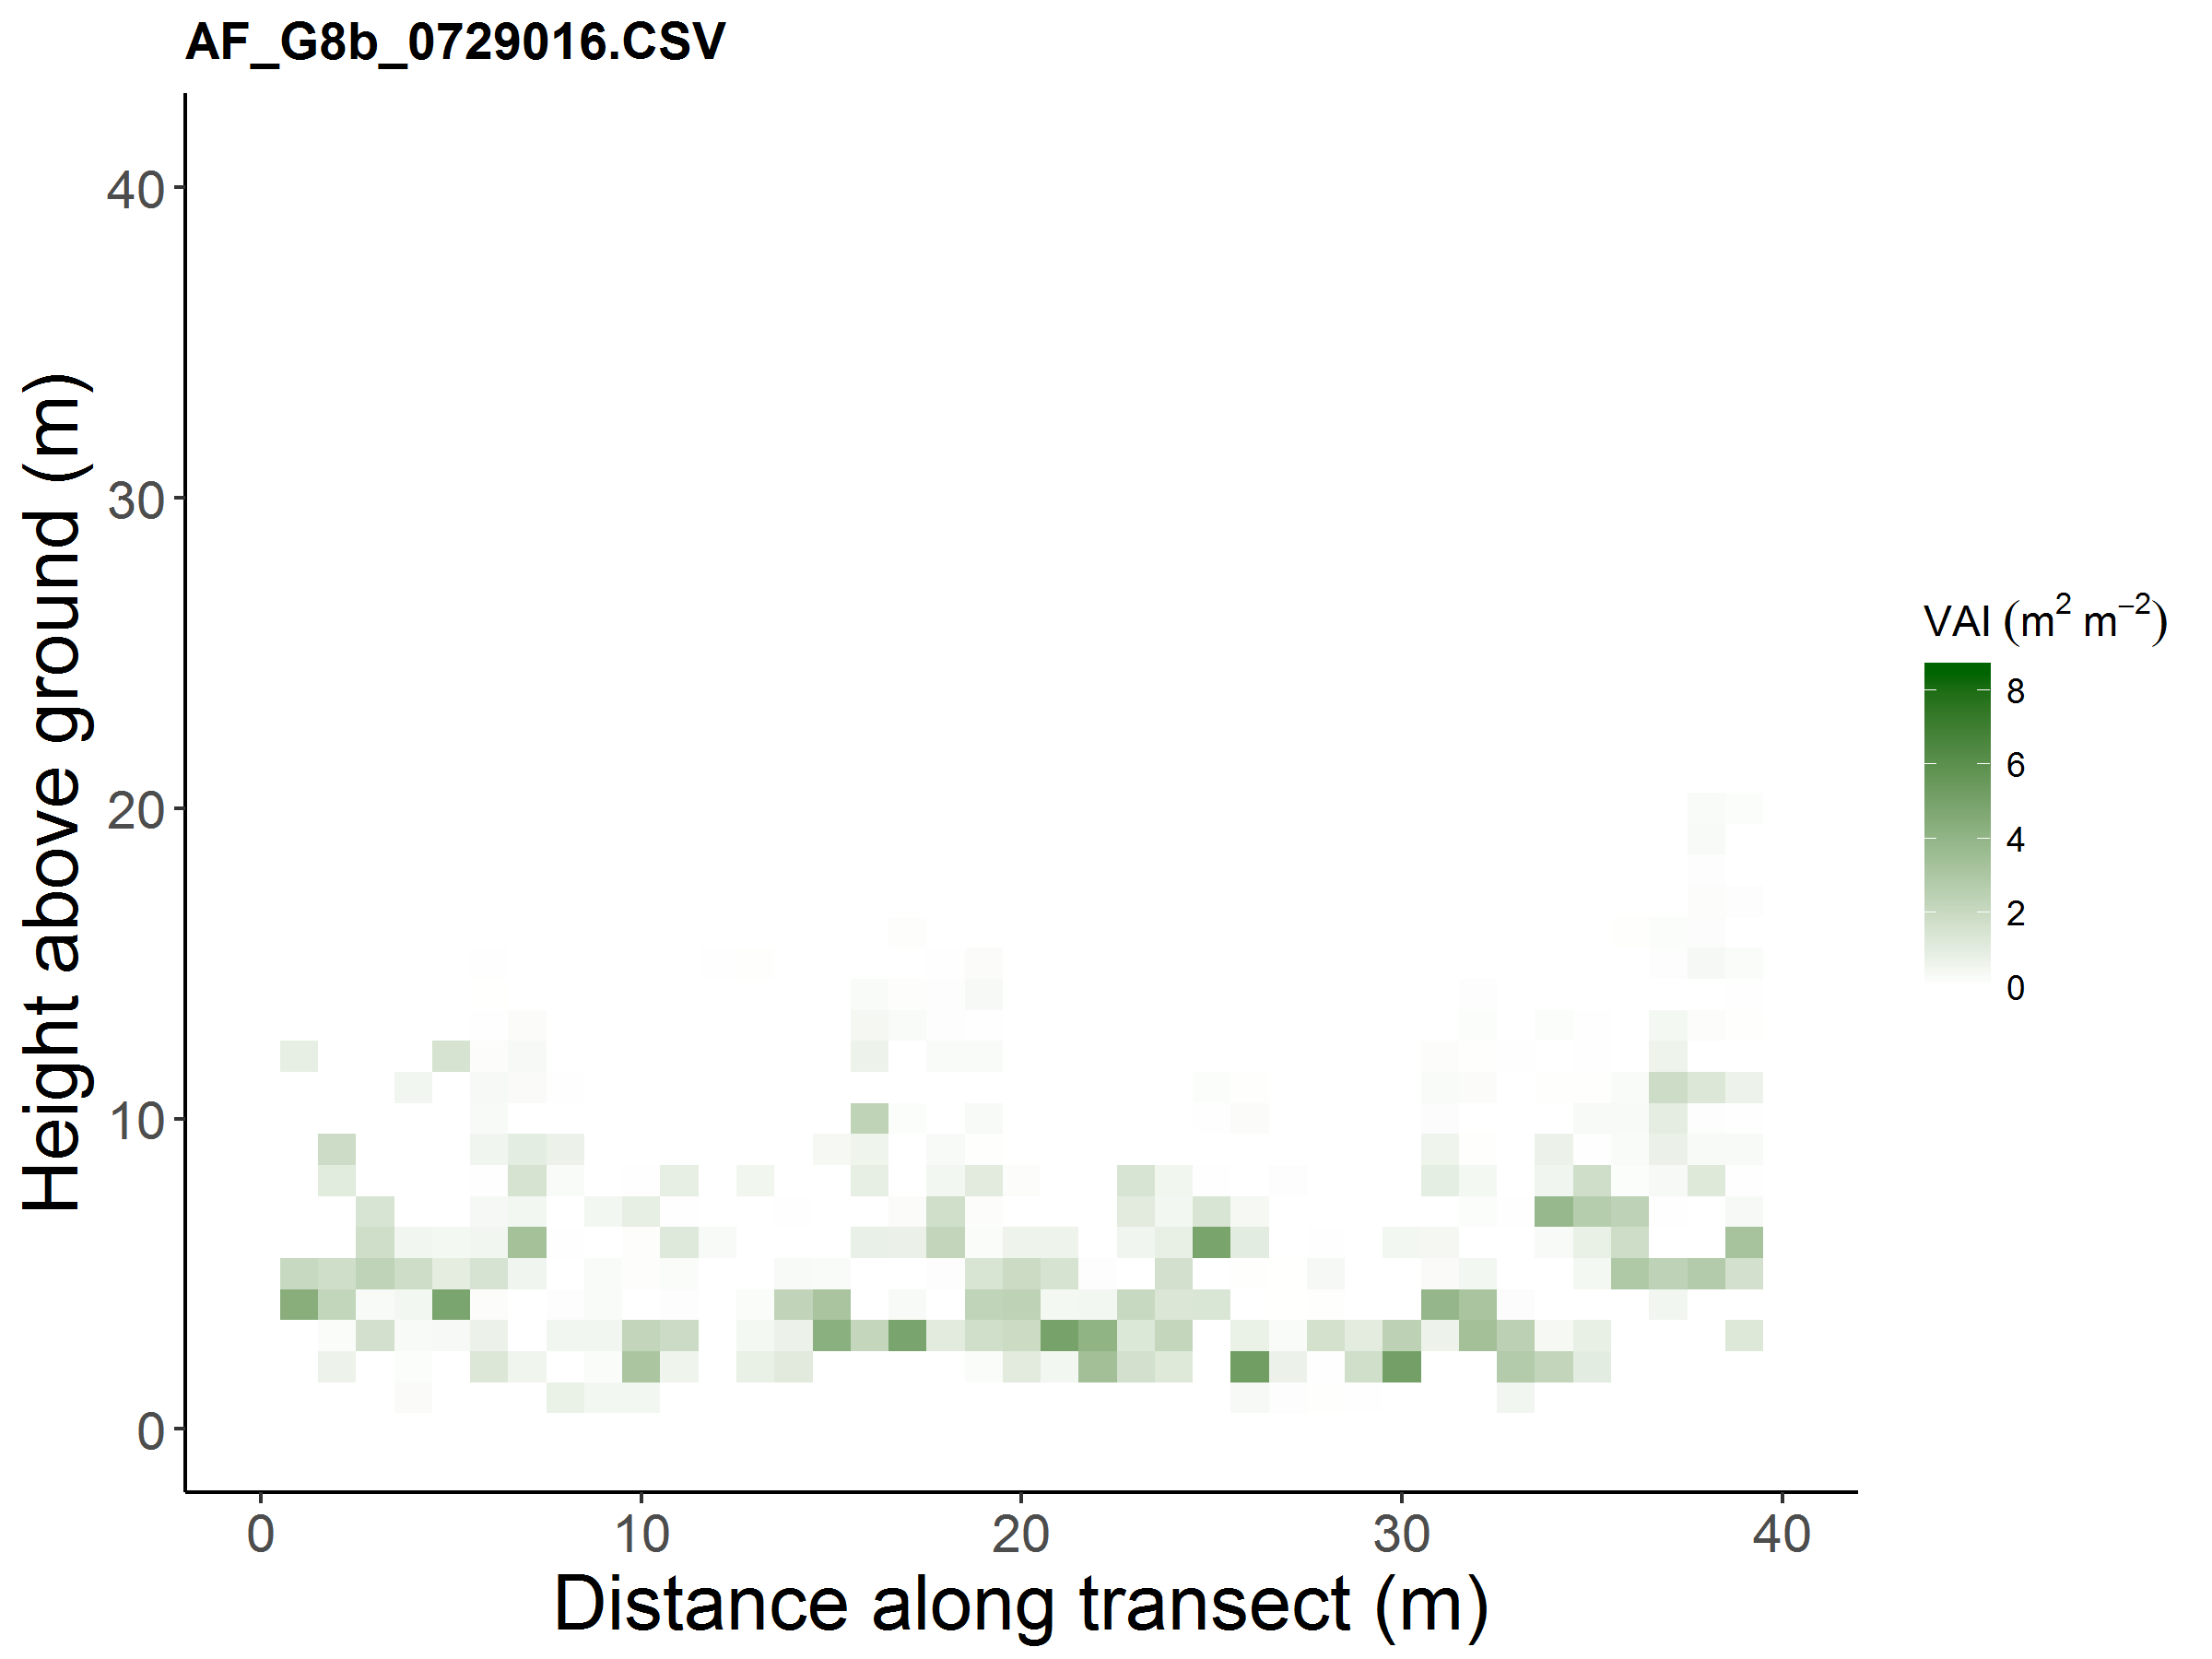 AF_G8b_0729016.CSV
Height above ground (m)
40
30
20
10
0
0 10 20 30 40
Distance along transect (m)
VAI (m² m⁻²)
8
6
4
2
0